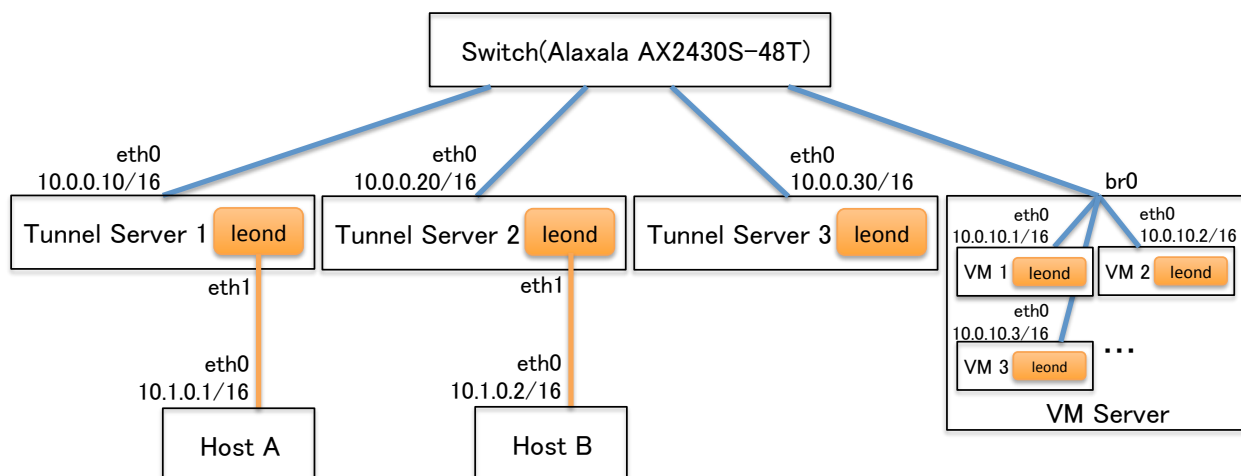 Switch(Alaxala AX2430S-48T)
eth0
10.0.0.10/16
eth0
10.0.0.20/16
eth0
10.0.0.30/16
br0
Tunnel Server 1
leond
Tunnel Server 2
leond
Tunnel Server 3
leond
eth0
10.0.10.1/16
eth0
10.0.10.2/16
VM 1
leond
VM 2
leond
eth1
eth1
eth0
10.0.10.3/16
VM 3
leond
...
eth0
10.1.0.1/16
eth0
10.1.0.2/16
VM Server
Host A
Host B